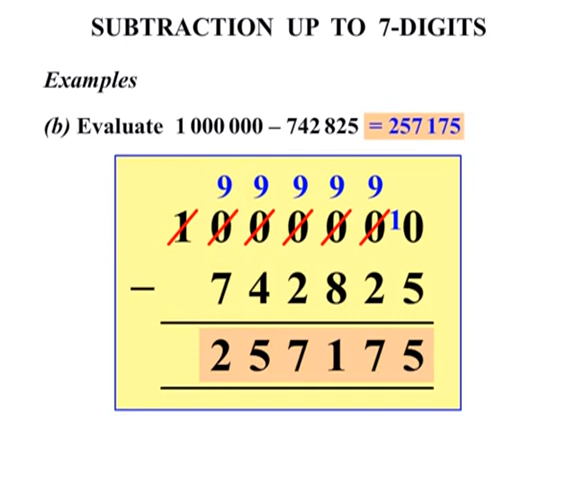 SUBTRACTION UP TO 7-DIGITS
Examples
(b) Evaluate 1 000 000 – 742 825 = 257 175
9 9 9 9 9
1 0 0 0 0 0 10
– 7 4 2 8 2 5
2 5 7 1 7 5